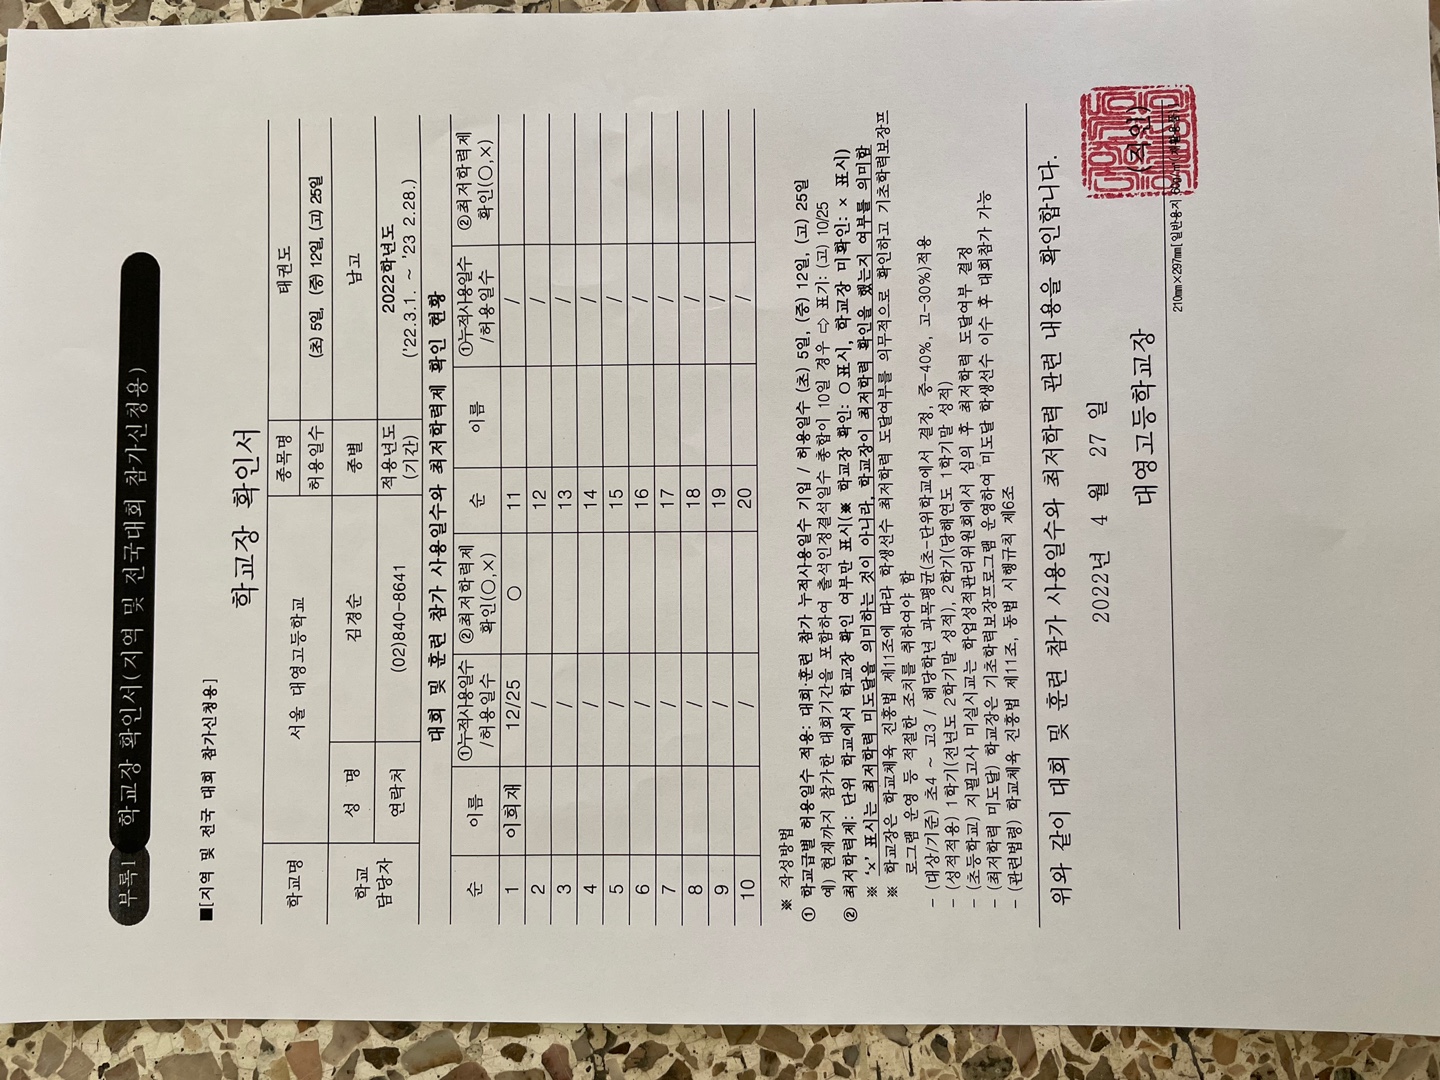 부록1 학교장 확인서(지역 및 전국대회 참가신청용)
■[지역 및 전국 대회 참가신청용]
학교장 확인서
학교명 서울 대영고등학교 종목명 태권도
허용일수 (초) 5일, (중) 12일, (고) 25일
학교 담당자 성 명 김경순 종별 남고
연락처 (02)840-8641 적용년도 (기간) 2022학년도
('22.3.1. ~ '23 2.28.)
대회 및 훈련 참가 사용일수와 최저학력제 확인 현황
순 이름 ①누적사용일수 /허용일수 ②최저학력제 확인(○,×) 순 이름 ①누적사용일수 /허용일수 ②최저학력제 확인(○,×)
1 이희재 12/25 ○ 11 /
2 / 12 /
3 / 13 /
4 / 14 /
5 / 15 /
6 / 16 /
7 / 17 /
8 / 18 /
9 / 19 /
10 / 20 /
※ 작성방법
① 학교급별 허용일수 적용: 대회·훈련 참가 누적사용일수 기입 / 허용일수 (초) 5일, (중) 12일, (고) 25일
예) 현재까지 참가한 대회기간을 포함하여 출석인정결석일수 총합이 10일 경우 ⇨ 표기: (고) 10/25
② 최저학력제: 단위 학교에서 학교장 확인 여부만 표시(※ 학교장 확인: ○표시, 학교장 미확인: × 표시)
※ '×' 표시는 최저학력 미도달을 의미하는 것이 아니라, 학교장이 최저학력 확인을 했는지 여부를 의미함
※ 학교장은 학교체육 진흥법 제11조에 따라 학생선수 최저학력 도달여부를 의무적으로 확인하고 기초학력보장프
로그램 운영 등 적절한 조치를 취하여야 함
- (대상/기준) 초4 ~ 고3 / 해당학년 과목평균(초-단위학교에서 결정, 중-40%, 고-30%)적용
- (성적적용) 1학기(전년도 2학기말 성적), 2학기(당해연도 1학기말 성적)
- (초등학교) 지필고사 미실시교는 학업성적관리위원회에서 심의 후 최저학력 도달여부 결정
- (최저학력 미도달) 학교장은 기초학력보장프로그램 운영하여 미도달 학생선수 이수 후 대회참가 가능
- (관련법령) 학교체육 진흥법 제11조, 동법 시행규칙 제6조
위와 같이 대회 및 훈련 참가 사용일수와 최저학력 관련 내용을 확인합니다.
2022년 4 월 27 일
대영고등학교장 (직인)
210mm×297mm[일반용지 60g/㎡(재활용품)]